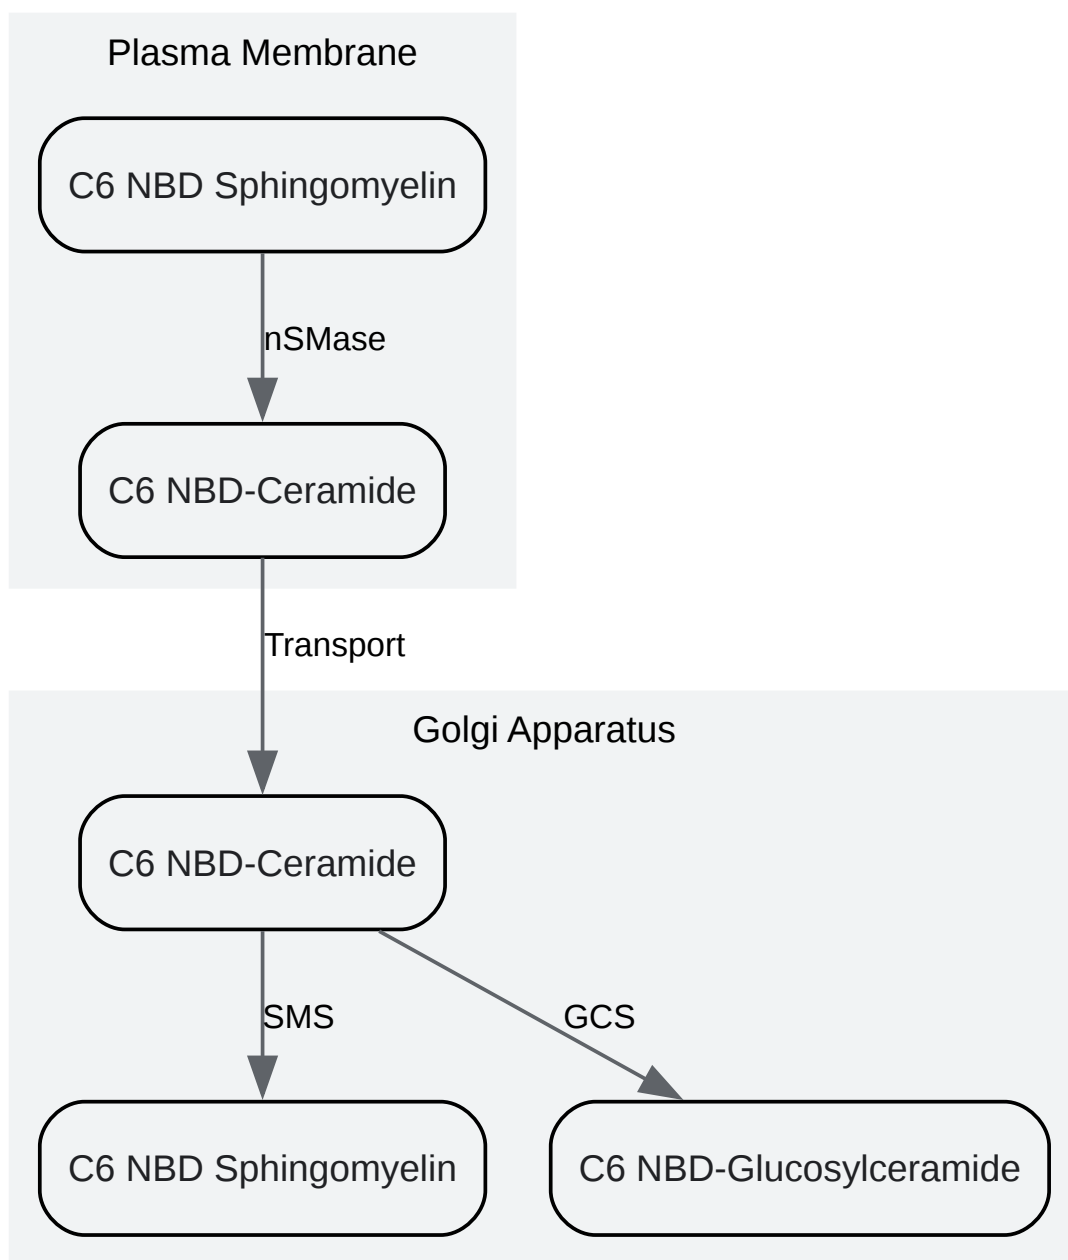 Plasma Membrane
C6 NBD Sphingomyelin
nSMase
C6 NBD-Ceramide
Transport
Golgi Apparatus
C6 NBD-Ceramide
SMS
GCS
C6 NBD Sphingomyelin
C6 NBD-Glucosylceramide